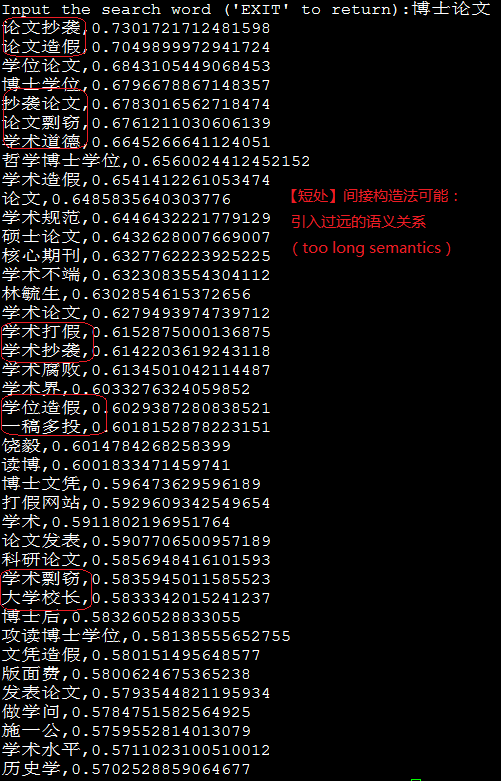 Input the search word ('EXIT' to return):博士论文
论文抄袭,0.7301721712481598
论文造假,0.7049899972941724
学位论文,0.6843105449068453
博士学位,0.6796678867148357
抄袭论文,0.6783016562718474
论文剽窃,0.6761211030606139
学术道德,0.6645266641124051
哲学博士学位,0.6560024412452152
学术造假,0.6541412261053474
论文,0.6485835640303776
学术规范,0.6446432221779129
硕士论文,0.6432628007669007
核心期刊,0.6327762223925225
学术不端,0.6323083554304112
林毓生,0.6302854615372656
学术论文,0.6279493974739712
学术打假,0.6152875000136875
学术抄袭,0.6142203619243118
学术腐败,0.6134501042114487
学术界,0.6033276324059852
学位造假,0.6029387280838521
一稿多投,0.6018152878223151
饶毅,0.6014784268258399
读博,0.6001833471459741
博士文凭,0.596473629596189
打假网站,0.5929609342549654
学术,0.5911802196951764
论文发表,0.5907706500957189
科研论文,0.5856948416101593
学术剽窃,0.5835945011585523
大学校长,0.5833342015241237
博士后,0.583260528833055
攻读博士学位,0.58138555652755
文凭造假,0.580151495648577
版面费,0.5800624675365238
发表论文,0.5793544821195934
做学问,0.5784751582564925
施一公,0.5759552814013079
学术水平,0.5711023100510012
历史学,0.5702528859064677
【短处】间接构造法可能：
引入过远的语义关系
（too long semantics）